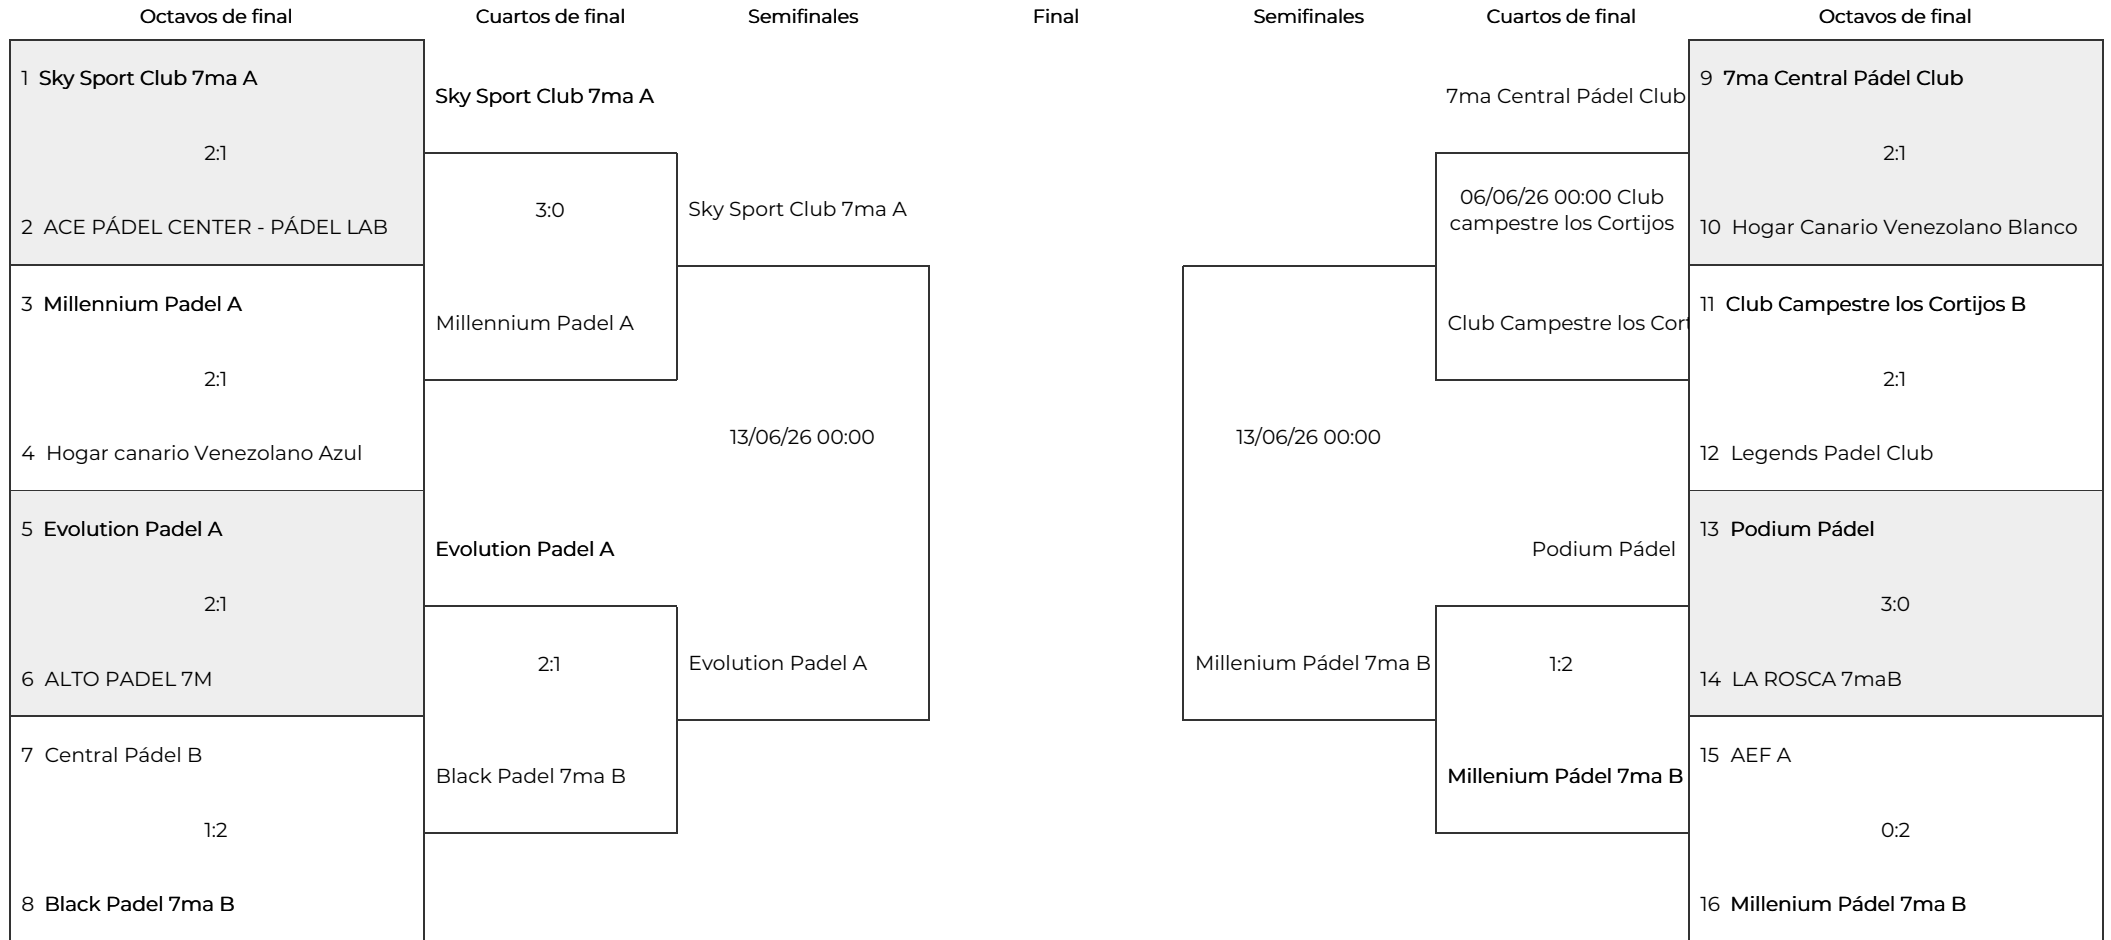 Octavos de final
Cuartos de final
Semifinales
Final
Semifinales
Cuartos de final
Octavos de final
1 Sky Sport Club 7ma A
2:1
2 ACE PÁDEL CENTER - PÁDEL LAB
3 Millennium Padel A
2:1
4 Hogar canario Venezolano Azul
5 Evolution Padel A
2:1
6 ALTO PADEL 7M
7 Central Pádel B
1:2
8 Black Padel 7ma B
Sky Sport Club 7ma A
3:0
Millennium Padel A
Evolution Padel A
2:1
Black Padel 7ma B
Sky Sport Club 7ma A
13/06/26 00:00
Evolution Padel A
13/06/26 00:00
Millenium Pádel 7ma B
7ma Central Pádel Club
06/06/26 00:00 Club
campestre los Cortijos
Club Campestre los Cort
Podium Pádel
1:2
Millenium Pádel 7ma B
9 7ma Central Pádel Club
2:1
10 Hogar Canario Venezolano Blanco
11 Club Campestre los Cortijos B
2:1
12 Legends Padel Club
13 Podium Pádel
3:0
14 LA ROSCA 7maB
15 AEF A
0:2
16 Millenium Pádel 7ma B